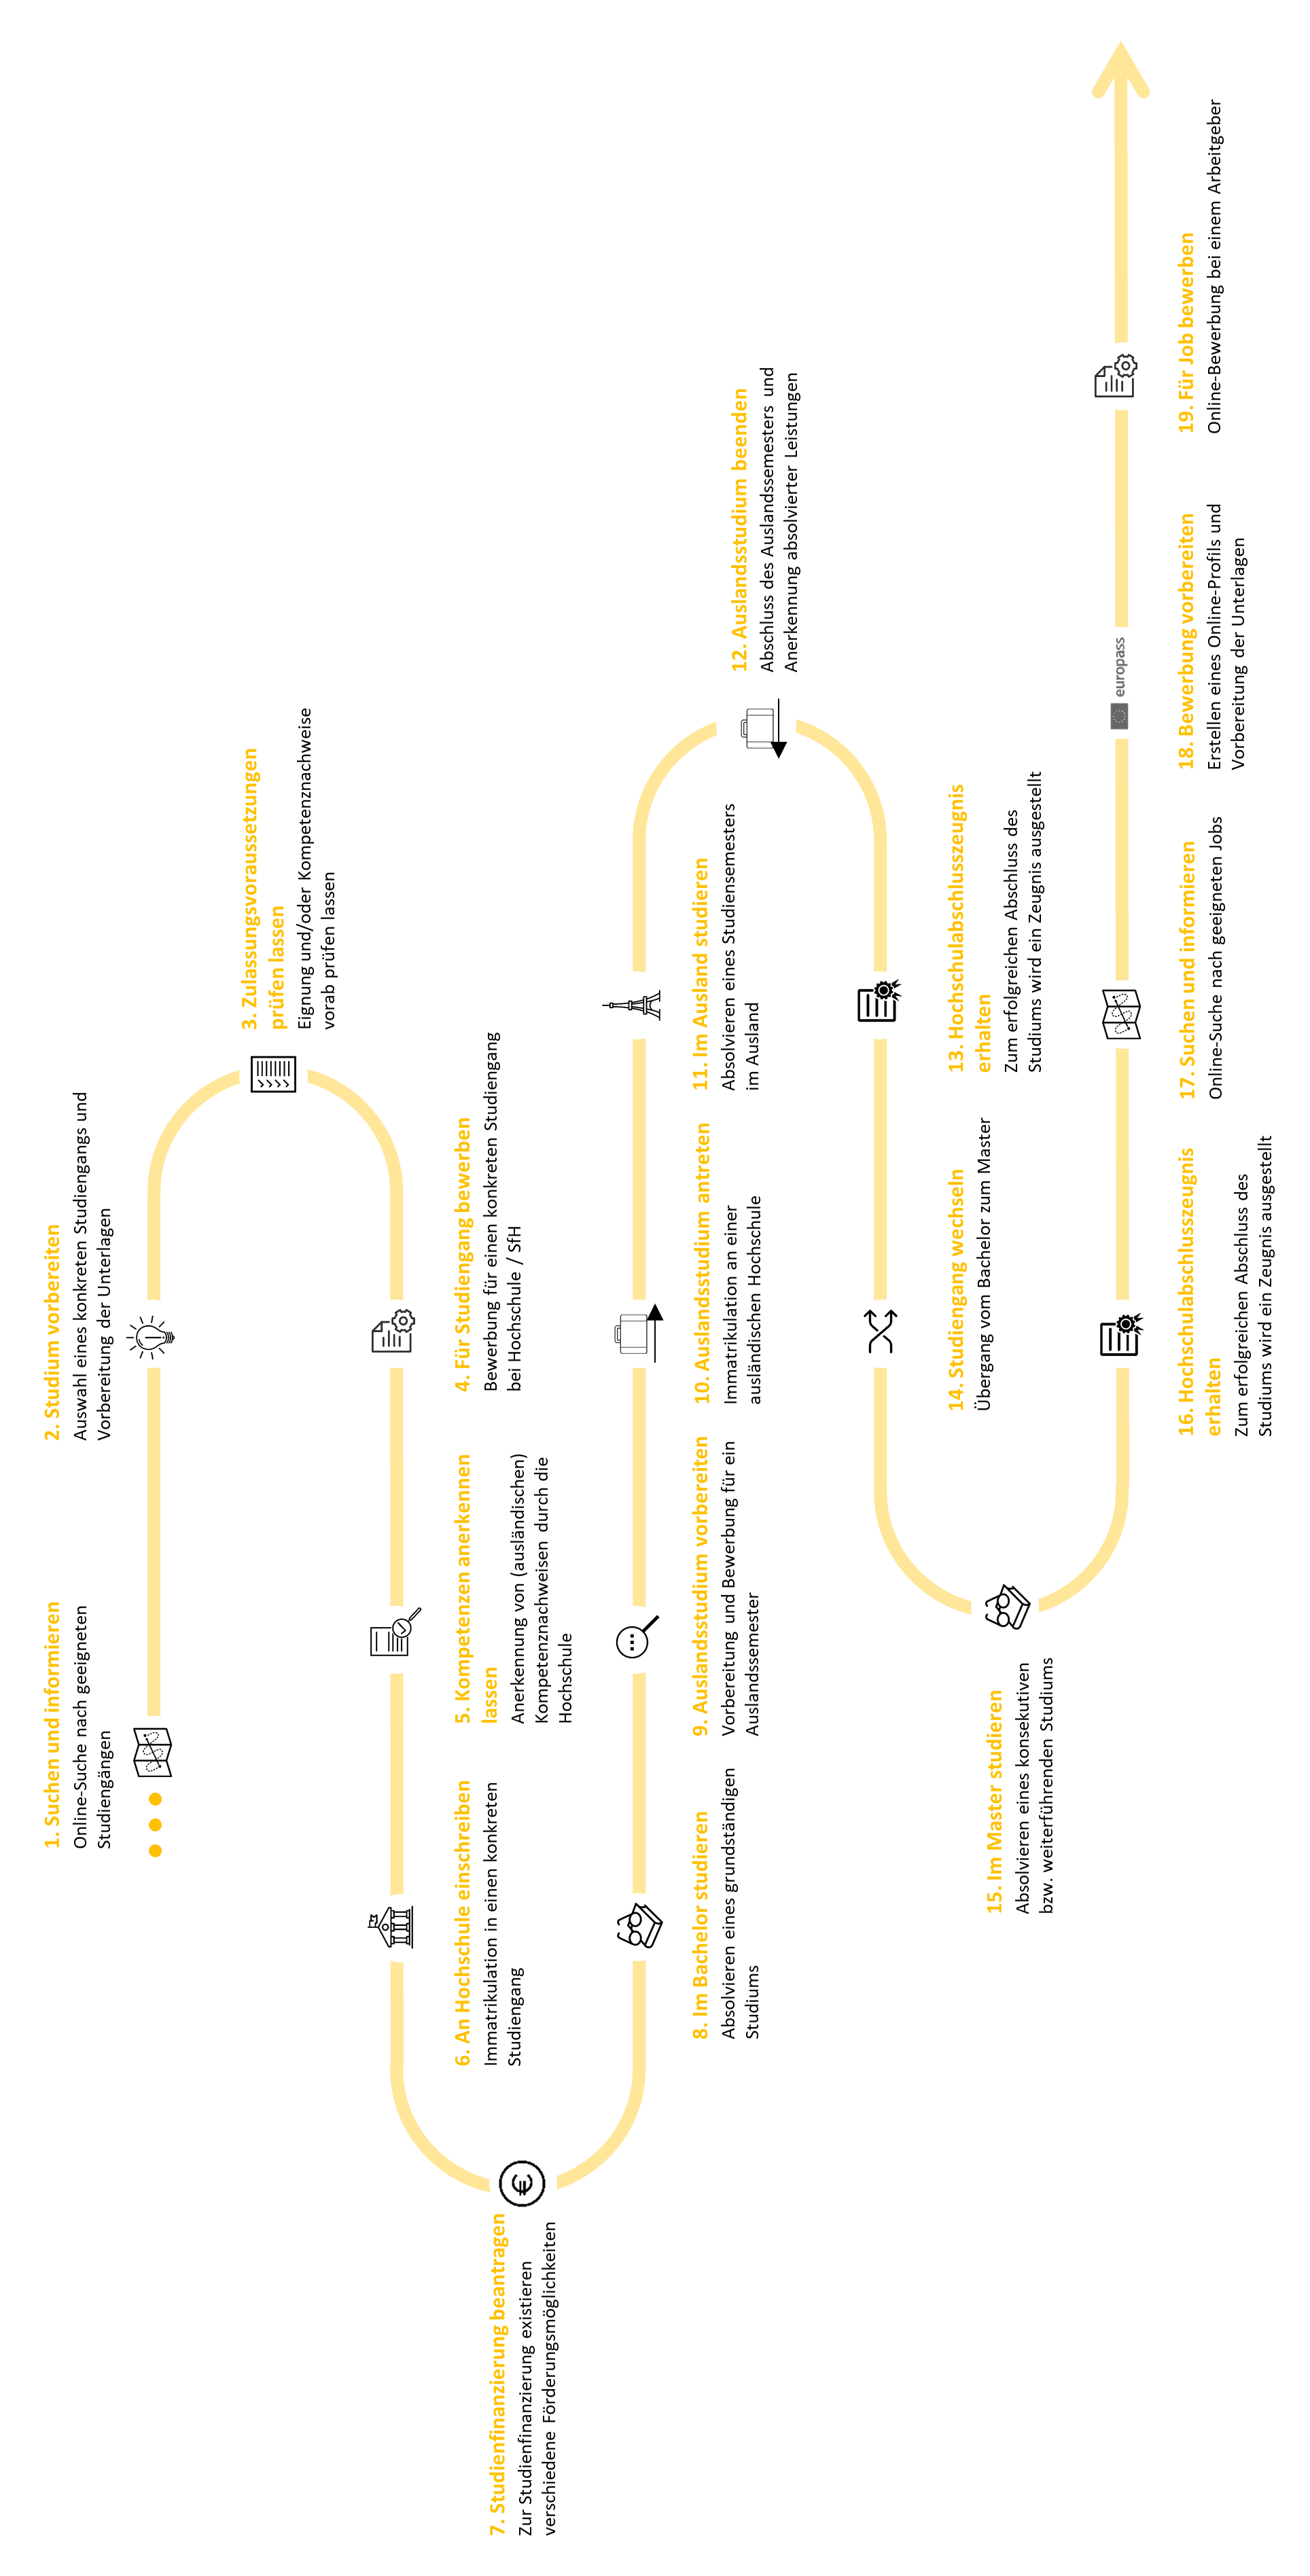 1. Suchen und informieren
Online-Suche nach geeigneten
Studiengängen
2. Studium vorbereiten
Auswahl eines konkreten Studiengangs und
Vorbereitung der Unterlagen
3. Zulassungsvoraussetzungen
prüfen lassen
Eignung und/oder Kompetenznachweise
vorab prüfen lassen
4. Für Studiengang bewerben
Bewerbung für einen konkreten Studiengang
bei Hochschule / SfH
5. Kompetenzen anerkennen
lassen
Anerkennung von (ausländischen)
Kompetenznachweisen durch die
Hochschule
6. An Hochschule einschreiben
Immatrikulation in einen konkreten
Studiengang
7. Studienfinanzierung beantragen
Zur Studienfinanzierung existieren
verschiedene Förderungsmöglichkeiten
€
8. Im Bachelor studieren
Absolvieren eines grundständigen
Studiums
9. Auslandsstudium vorbereiten
Vorbereitung und Bewerbung für ein
Auslandssemester
10. Auslandsstudium antreten
Immatrikulation an einer
ausländischen Hochschule
11. Im Ausland studieren
Absolvieren eines Studiensemesters
im Ausland
12. Auslandsstudium beenden
Abschluss des Auslandssemesters und
Anerkennung absolvierter Leistungen
13. Hochschulabschlusszeugnis
erhalten
Zum erfolgreichen Abschluss des
Studiums wird ein Zeugnis ausgestellt
14. Studiengang wechseln
Übergang vom Bachelor zum Master
15. Im Master studieren
Absolvieren eines konsekutiven
bzw. weiterführenden Studiums
16. Hochschulabschlusszeugnis
erhalten
Zum erfolgreichen Abschluss des
Studiums wird ein Zeugnis ausgestellt
17. Suchen und informieren
Online-Suche nach geeigneten Jobs
europass
18. Bewerbung vorbereiten
Erstellen eines Online-Profils und
Vorbereitung der Unterlagen
19. Für Job bewerben
Online-Bewerbung bei einem Arbeitgeber